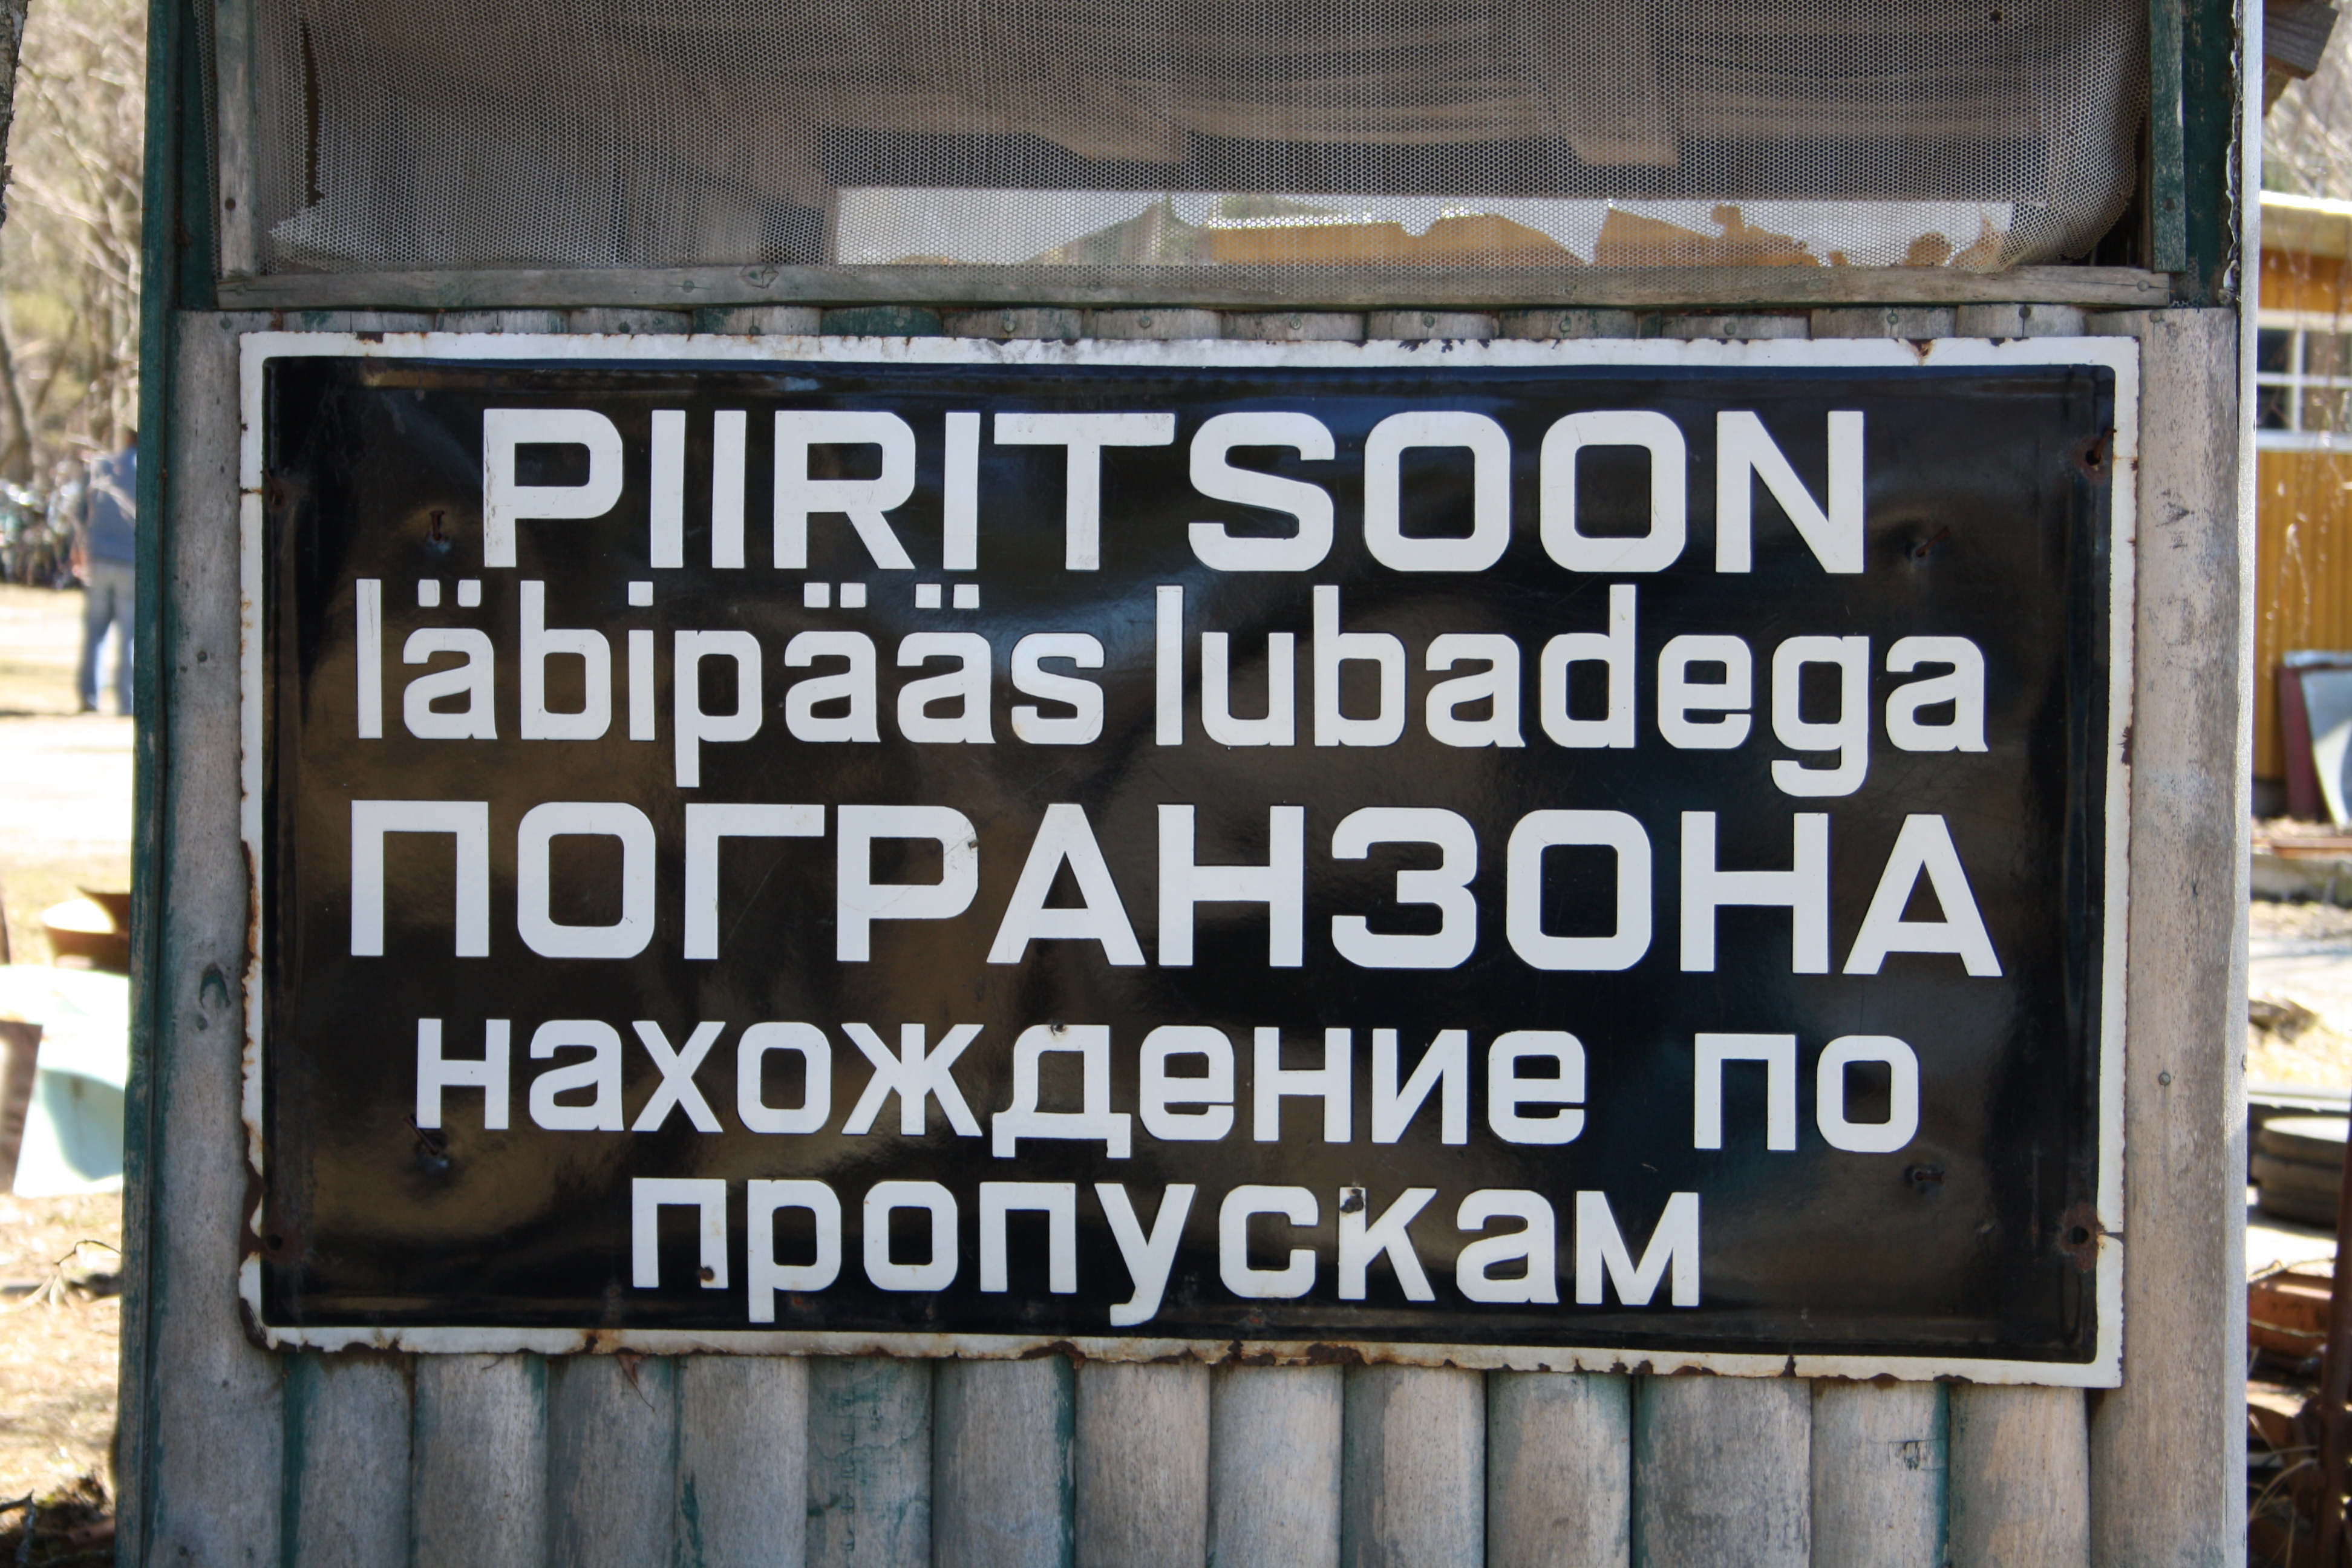 PIIRITSOON
läbipääs lubadega
ПОГРАНЗОНА
нахождение по
пропускам